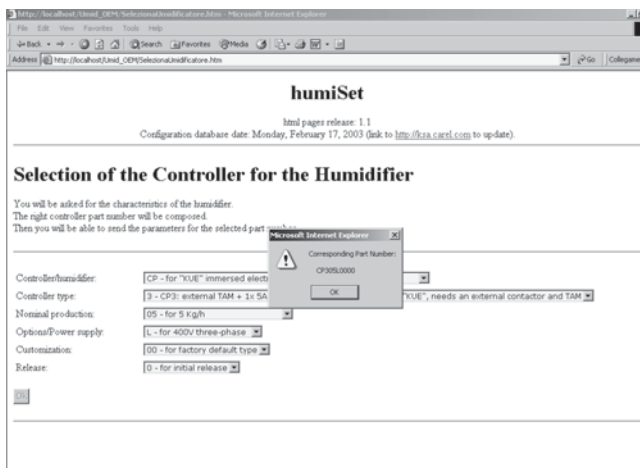 http://localhost/Umid_OEM/SelezionaUmidificatore.htm - Microsoft Internet Explorer
File Edit View Favorites Tools Help
Back Search Favorites Media
Address http://localhost/Umid_OEM/SelezionaUmidificatore.htm Go Collegame
humiSet
html pages release: 1.1
Configuration database date: Monday, February 17, 2003 (link to http://ksa.carel.com to update).
Selection of the Controller for the Humidifier
You will be asked for the characteristics of the humidifier.
The right controller part number will be composed.
Then you will be able to send the parameters for the selected part
Microsoft Internet Explorer
Corresponding Part Number:
CP305L0000
OK
Controller/humidifier: CP - for "KUE" immersed elect
Controller type: 3 - CP3: external TAM + 1x 5A "KUE", needs an external contactor and TAM
Nominal production: 05 - for 5 Kg/h
Options/Power supply: L - for 400V three-phase
Customization: 00 - for factory default type
Release: 0 - for initial release
Ok